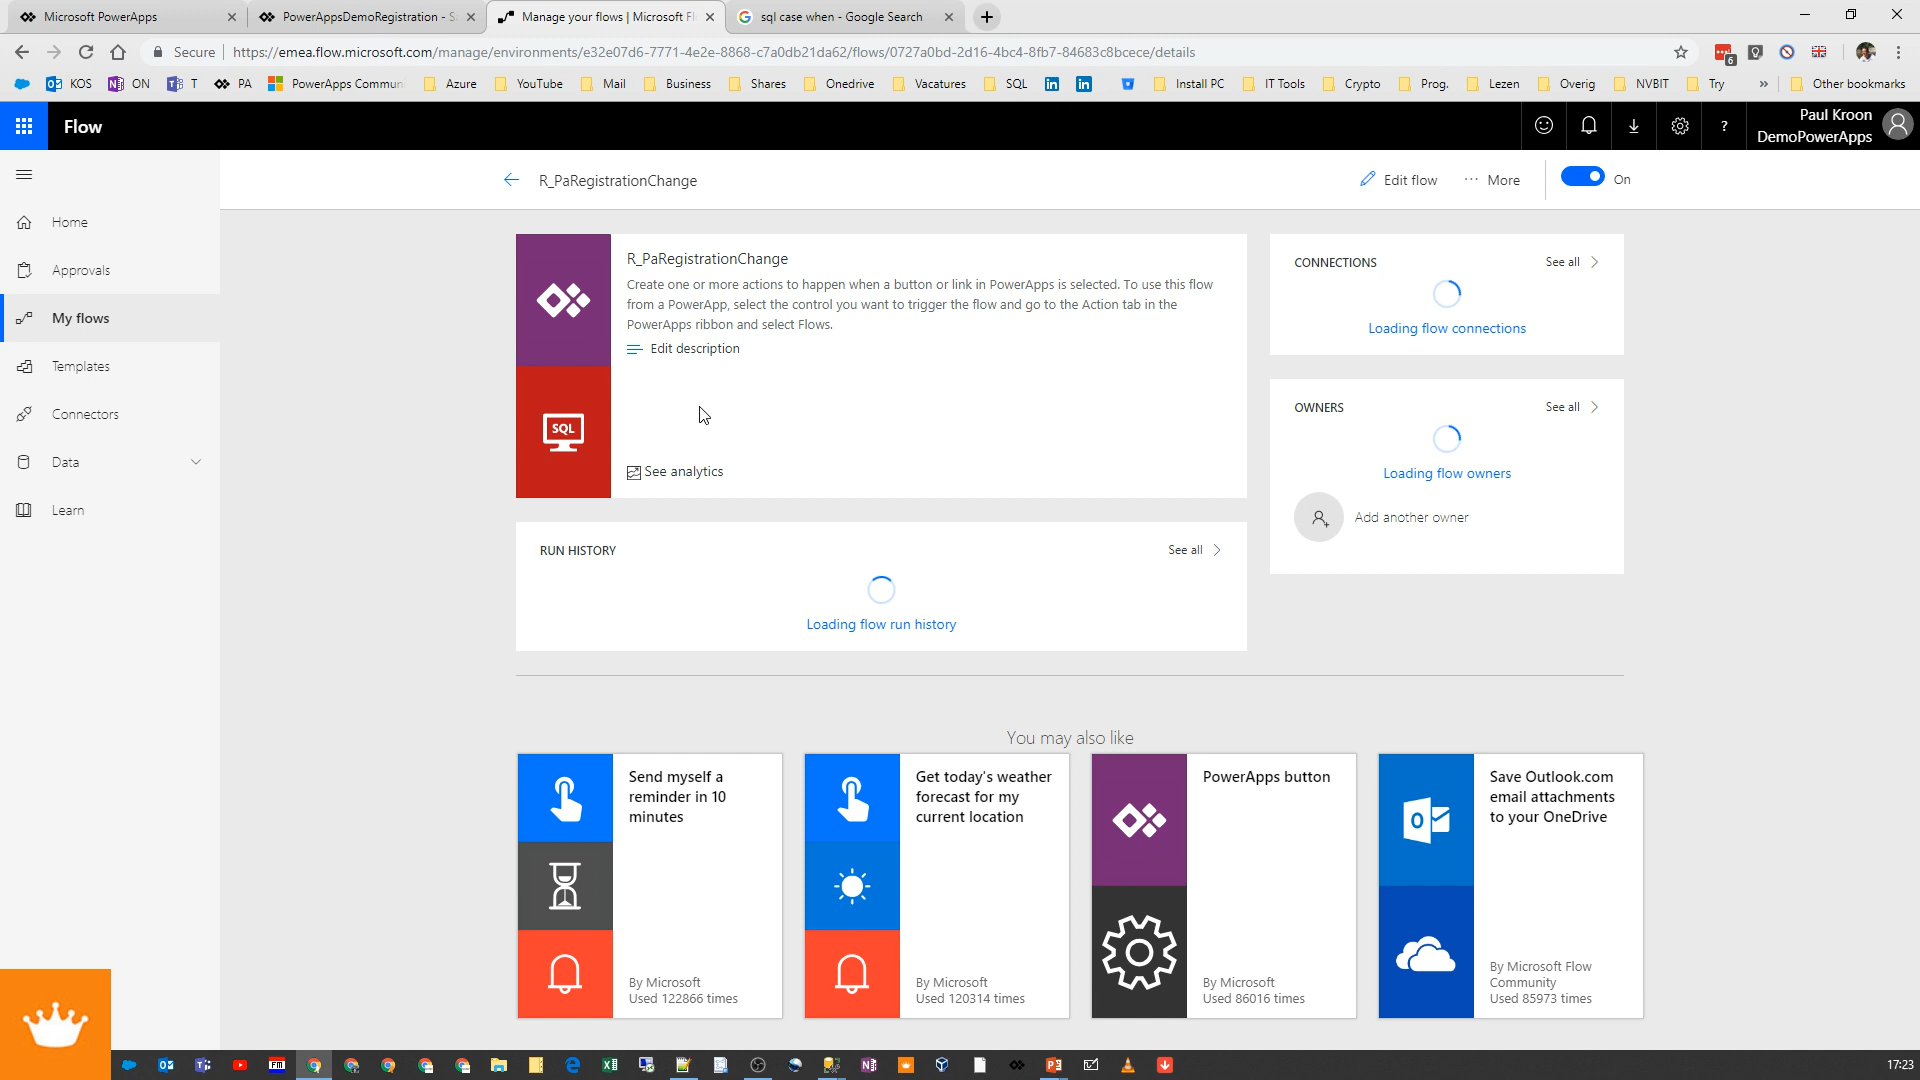 Microsoft PowerApps
PowerAppsDemoRegistration - S
Manage your flows | Microsoft Fl
sql case when - Google Search
Secure
https://emea.flow.microsoft.com/manage/environments/e32e07d6-7771-4e2e-8868-c7a0db21da62/flows/0727a0bd-2d16-4bc4-8fb7-84683c8bcece/details
6
KOS
ON
T
PA
PowerApps Commun
Azure
YouTube
Mail
Business
Shares
Onedrive
Vacatures
SQL
Install PC
IT Tools
Crypto
Prog.
Lezen
Overig
NVBIT
Try
»
Other bookmarks
Flow
?
Paul Kroon
DemoPowerApps
R_PaRegistrationChange
Edit flow
··· More
On
Home
Approvals
My flows
Templates
Connectors
Data
Learn
R_PaRegistrationChange
Create one or more actions to happen when a button or link in PowerApps is selected. To use this flow
from a PowerApp, select the control you want to trigger the flow and go to the Action tab in the
PowerApps ribbon and select Flows.
Edit description
SQL
See analytics
CONNECTIONS
See all
Loading flow connections
OWNERS
See all
Loading flow owners
Add another owner
RUN HISTORY
See all
Loading flow run history
You may also like
Send myself a
reminder in 10
minutes
By Microsoft
Used 122866 times
Get today's weather
forecast for my
current location
By Microsoft
Used 120314 times
PowerApps button
By Microsoft
Used 86016 times
Save Outlook.com
email attachments
to your OneDrive
By Microsoft Flow
Community
Used 85973 times
FM
17:23